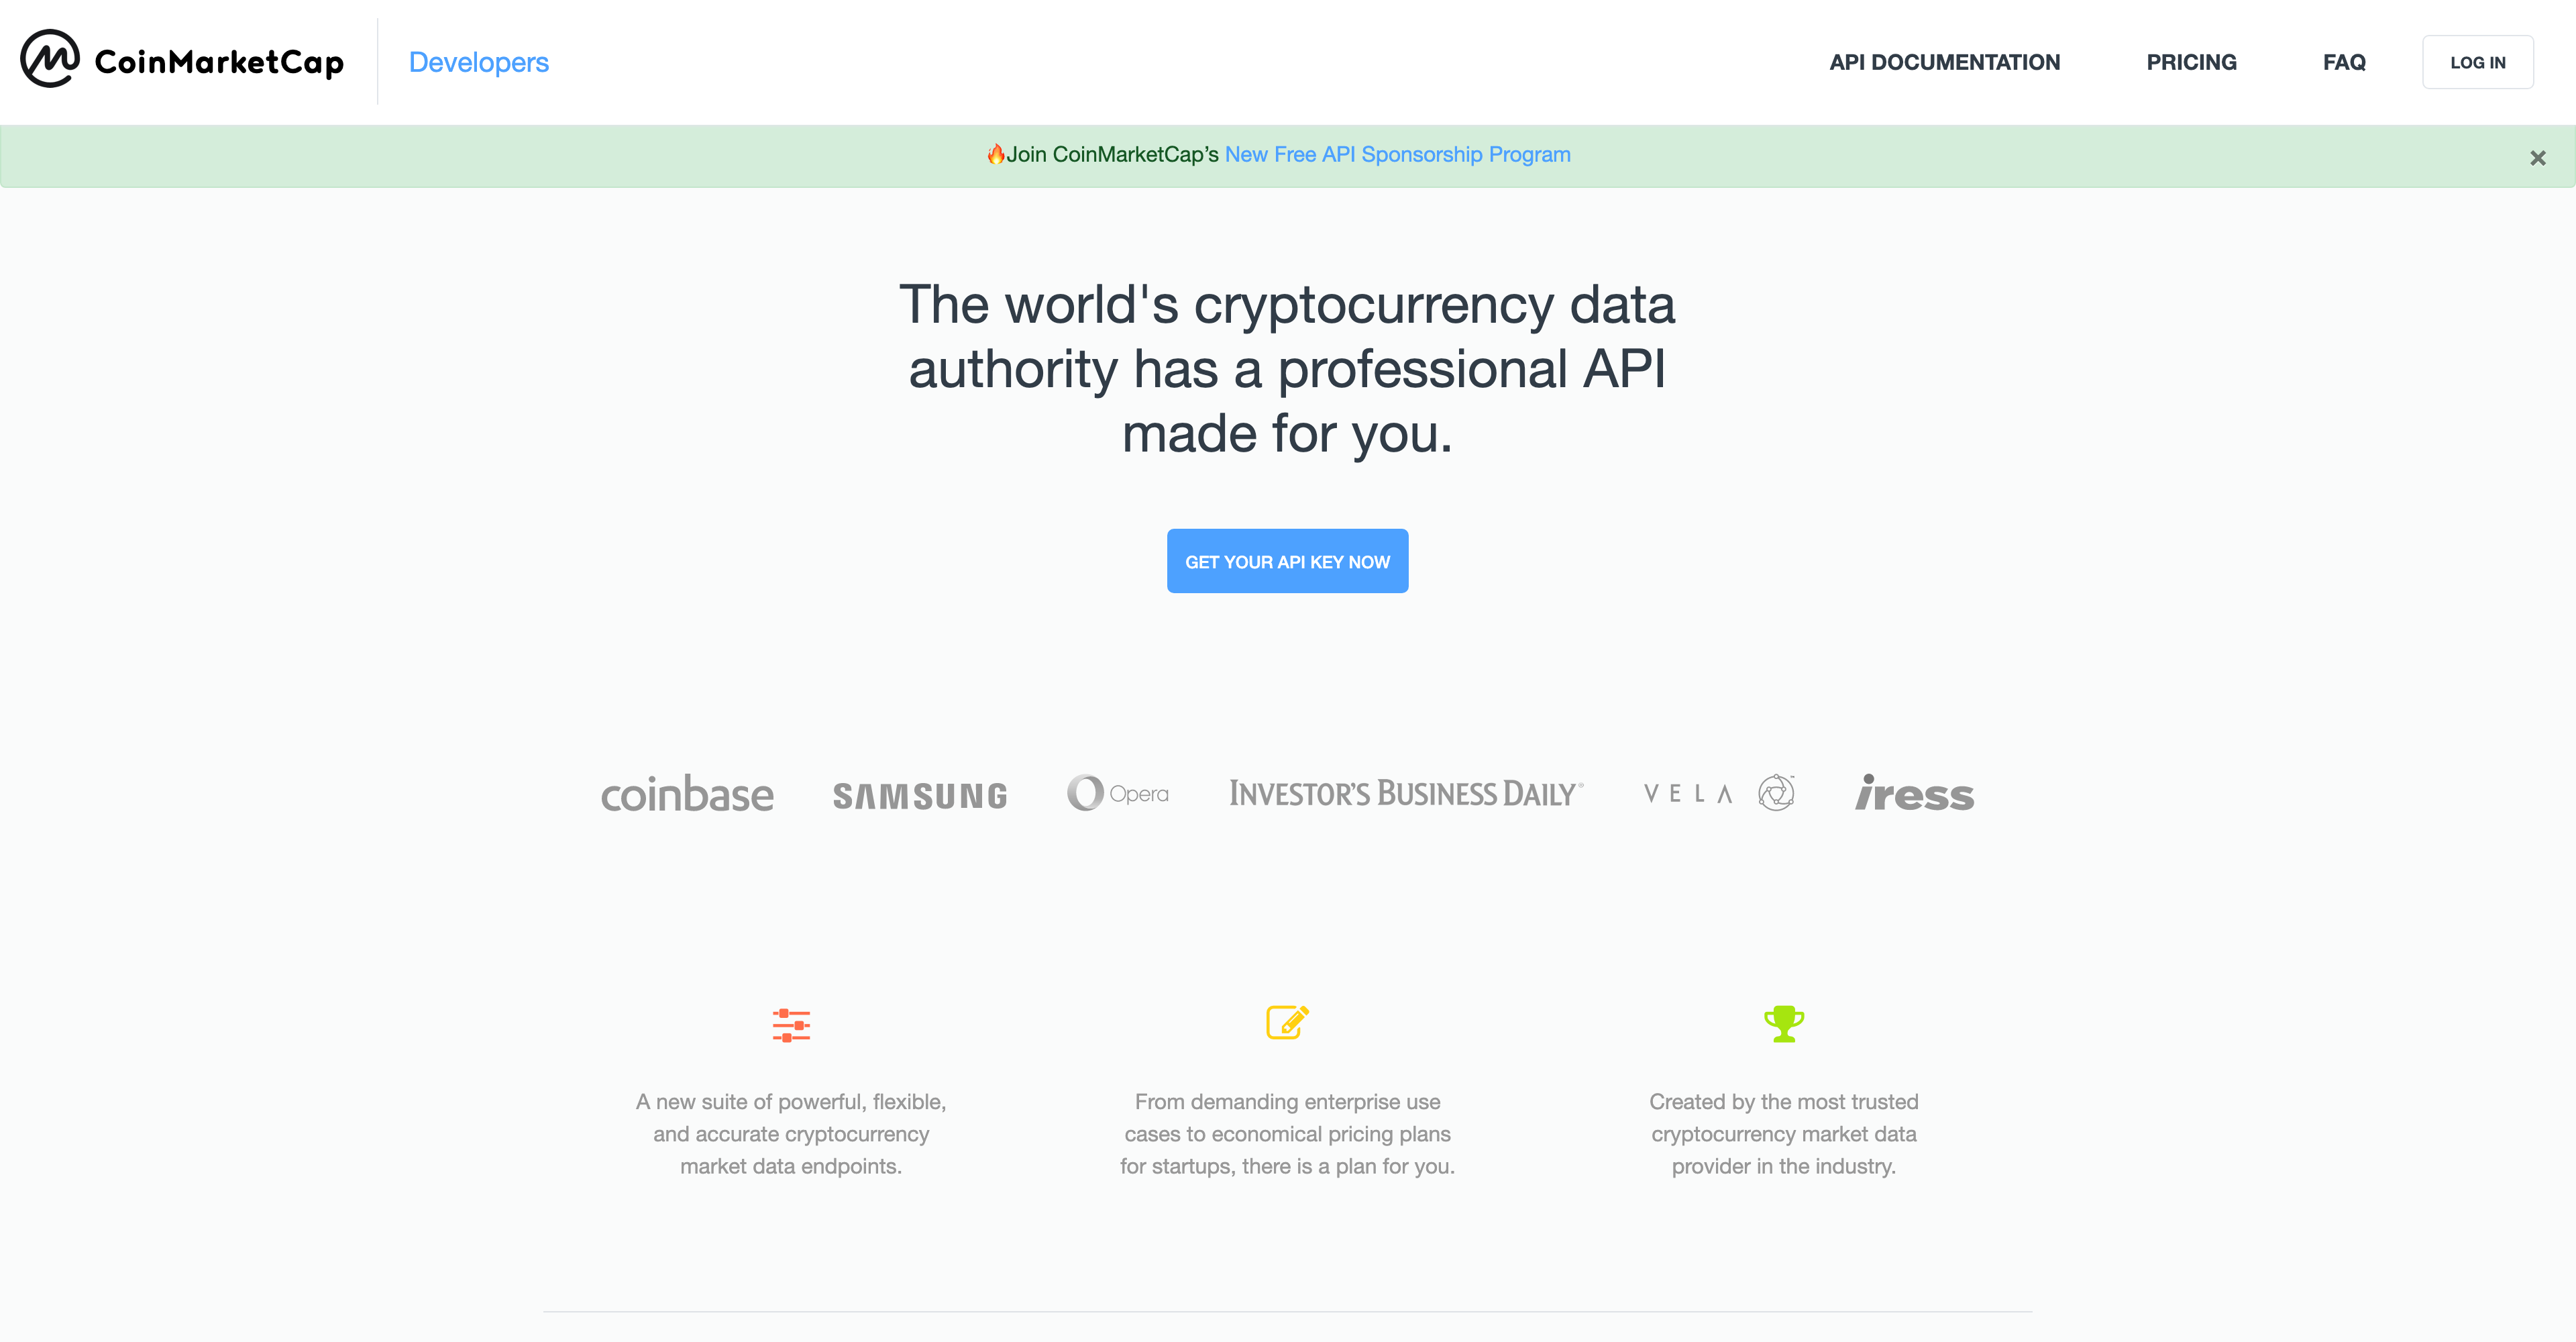 CoinMarketCap
Developers
API DOCUMENTATION
PRICING
FAQ
LOG IN
🔥Join CoinMarketCap’s New Free API Sponsorship Program
×
The world's cryptocurrency data
authority has a professional API
made for you.
GET YOUR API KEY NOW
coinbase
SAMSUNG
Opera
INVESTOR'S BUSINESS DAILY®
VELA™
iress
A new suite of powerful, flexible,
and accurate cryptocurrency
market data endpoints.
From demanding enterprise use
cases to economical pricing plans
for startups, there is a plan for you.
Created by the most trusted
cryptocurrency market data
provider in the industry.